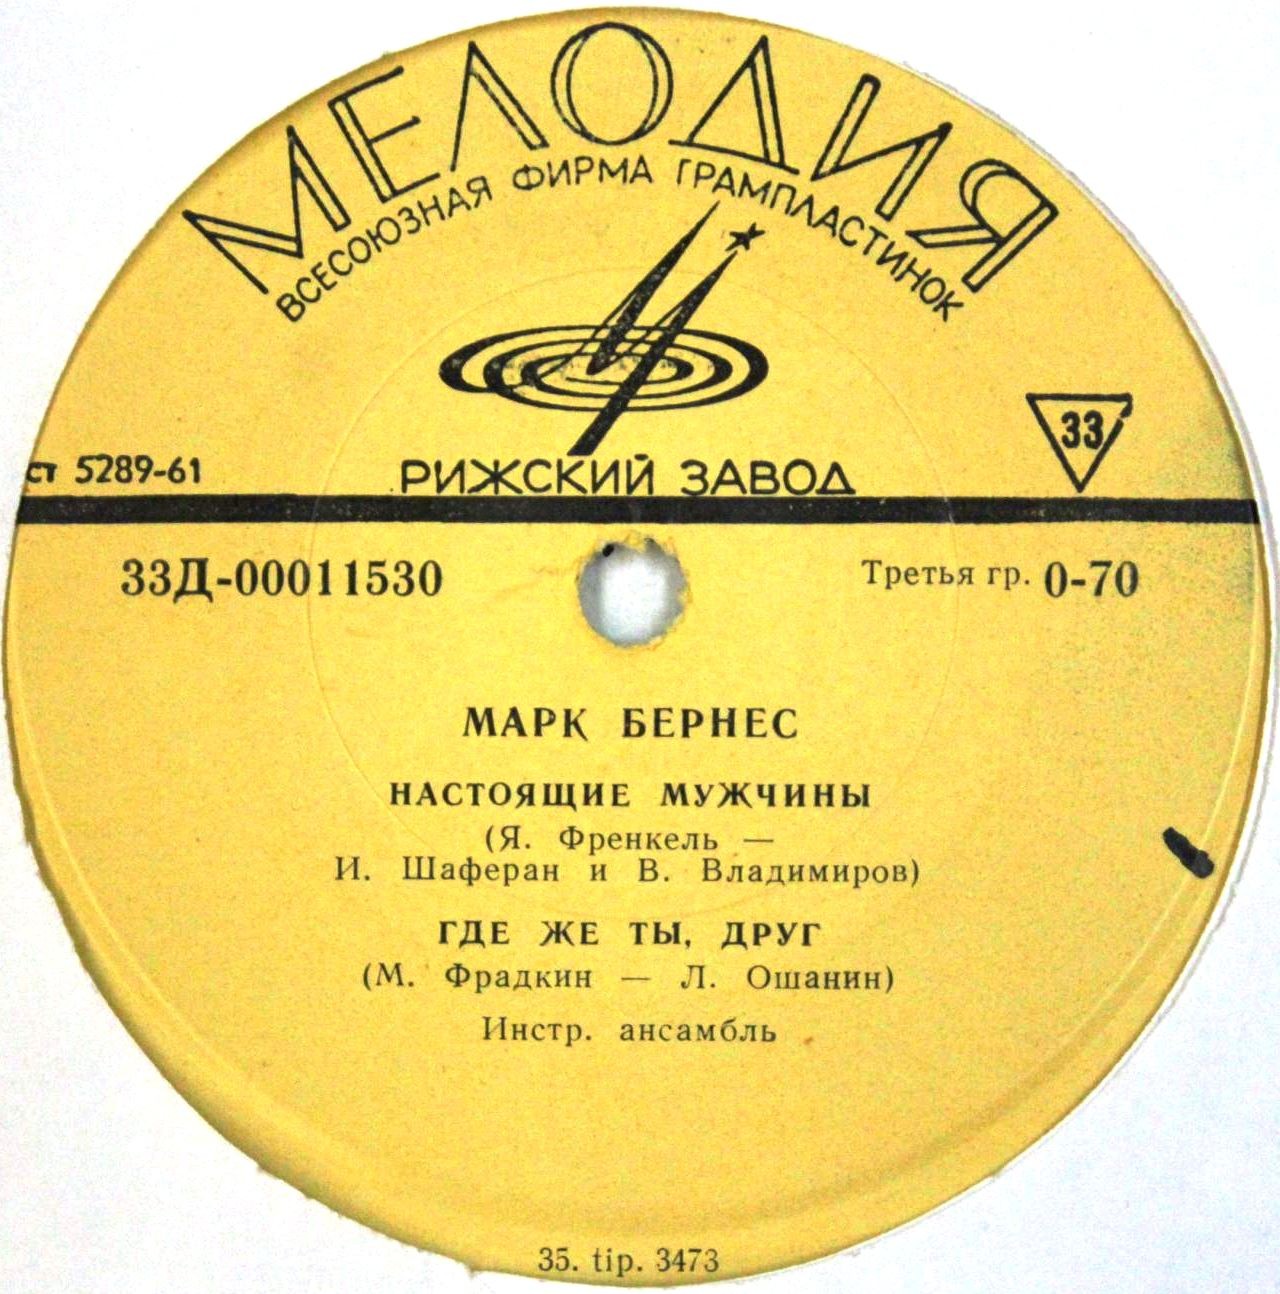 МЕЛОДИЯ
ВСЕСОЮЗНАЯ ФИРМА ГРАМПЛАСТИНОК
33
ст 5289-61
РИЖСКИЙ ЗАВОД
33Д-00011530
Третья гр. 0-70
МАРК БЕРНЕС
НАСТОЯЩИЕ МУЖЧИНЫ
(Я. Френкель —
И. Шаферан и В. Владимиров)
ГДЕ ЖЕ ТЫ, ДРУГ
(М. Фрадкин — Л. Ошанин)
Инстр. ансамбль
35. tip. 3473